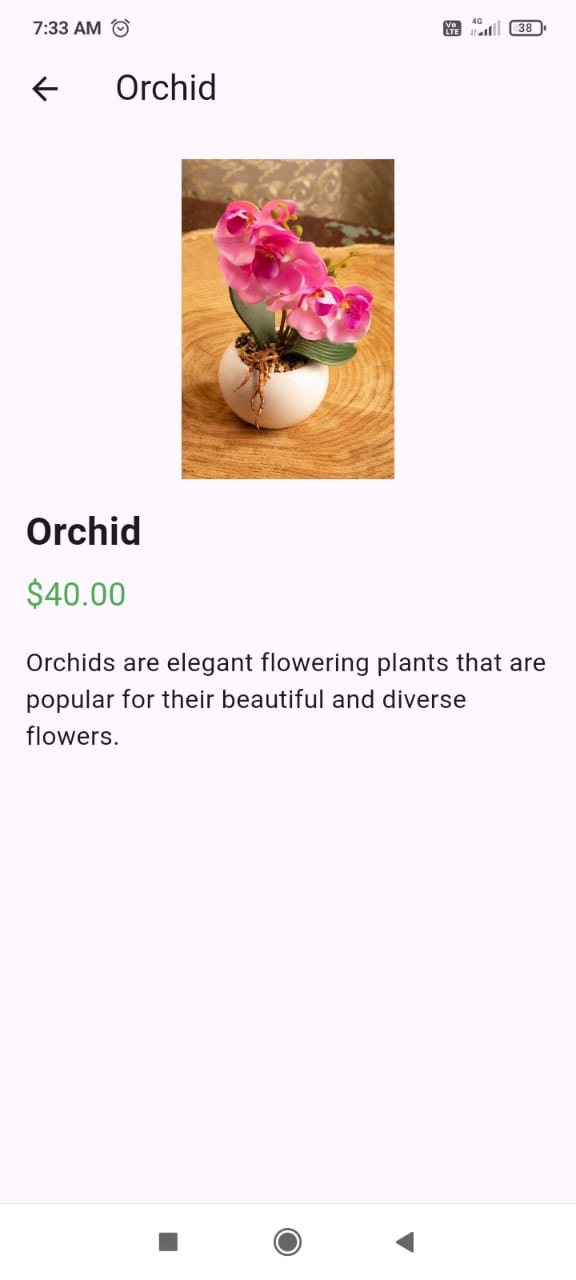 7:33 AM
Vo
LTE
4G
38
Orchid
Orchid
$40.00
Orchids are elegant flowering plants that are
popular for their beautiful and diverse
flowers.